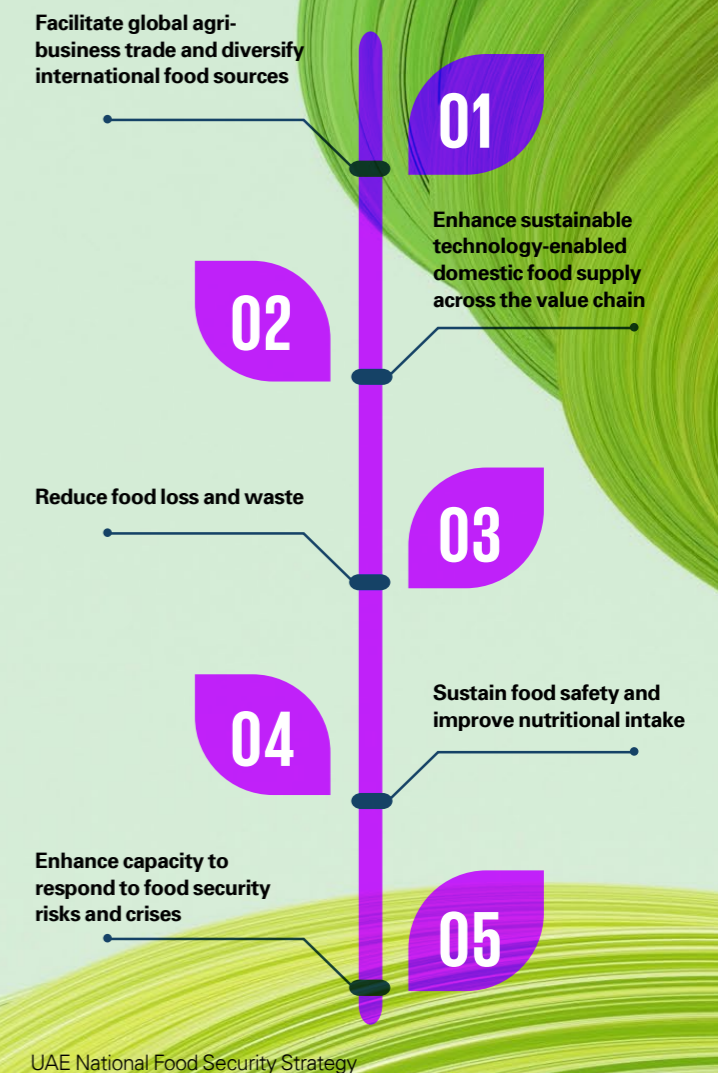 Facilitate global agri-
business trade and diversify
international food sources
01
Enhance sustainable
technology-enabled
domestic food supply
across the value chain
02
Reduce food loss and waste
03
Sustain food safety and
improve nutritional intake
04
Enhance capacity to
respond to food security
risks and crises
05
UAE National Food Security Strategy